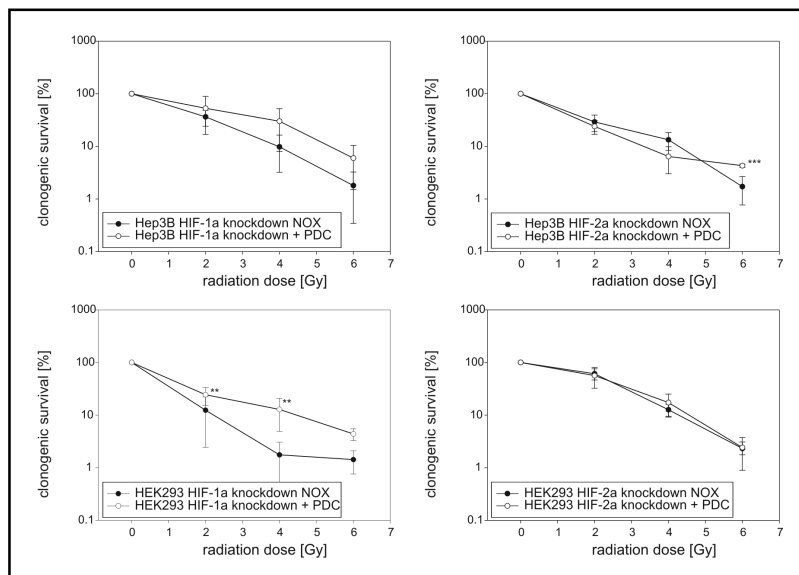 1000
100
10
1
0.1
clonogenic survival [%]
Hep3B HIF-1a knockdown NOX
Hep3B HIF-1a knockdown + PDC
0 1 2 3 4 5 6 7
radiation dose [Gy]
1000
100
10
1
0.1
clonogenic survival [%]
***
Hep3B HIF-2a knockdown NOX
Hep3B HIF-2a knockdown + PDC
0 1 2 3 4 5 6 7
radiation dose [Gy]
1000
100
10
1
0.1
clonogenic survival [%]
**
**
HEK293 HIF-1a knockdown NOX
HEK293 HIF-1a knockdown + PDC
0 1 2 3 4 5 6 7
radiation dose [Gy]
1000
100
10
1
0.1
clonogenic survival [%]
HEK293 HIF-2a knockdown NOX
HEK293 HIF-2a knockdown + PDC
0 1 2 3 4 5 6 7
radiation dose [Gy]